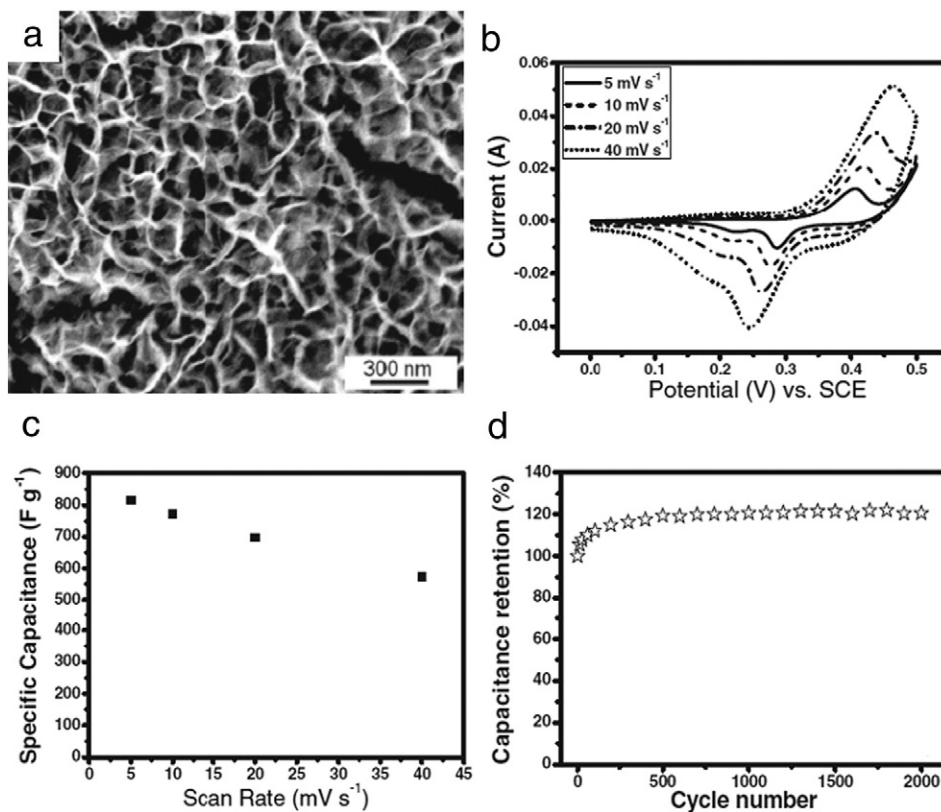 a
300 nm
b
5 mV s⁻¹
10 mV s⁻¹
20 mV s⁻¹
40 mV s⁻¹
Current (A)
0.06
0.04
0.02
0.00
-0.02
-0.04
0.0 0.1 0.2 0.3 0.4 0.5
Potential (V) vs. SCE
c
Specific Capacitance (F g⁻¹)
900
800
700
600
500
400
300
200
100
0
0 5 10 15 20 25 30 35 40 45
Scan Rate (mV s⁻¹)
d
Capacitance retention (%)
140
120
100
80
60
40
20
0
0 500 1000 1500 2000
Cycle number